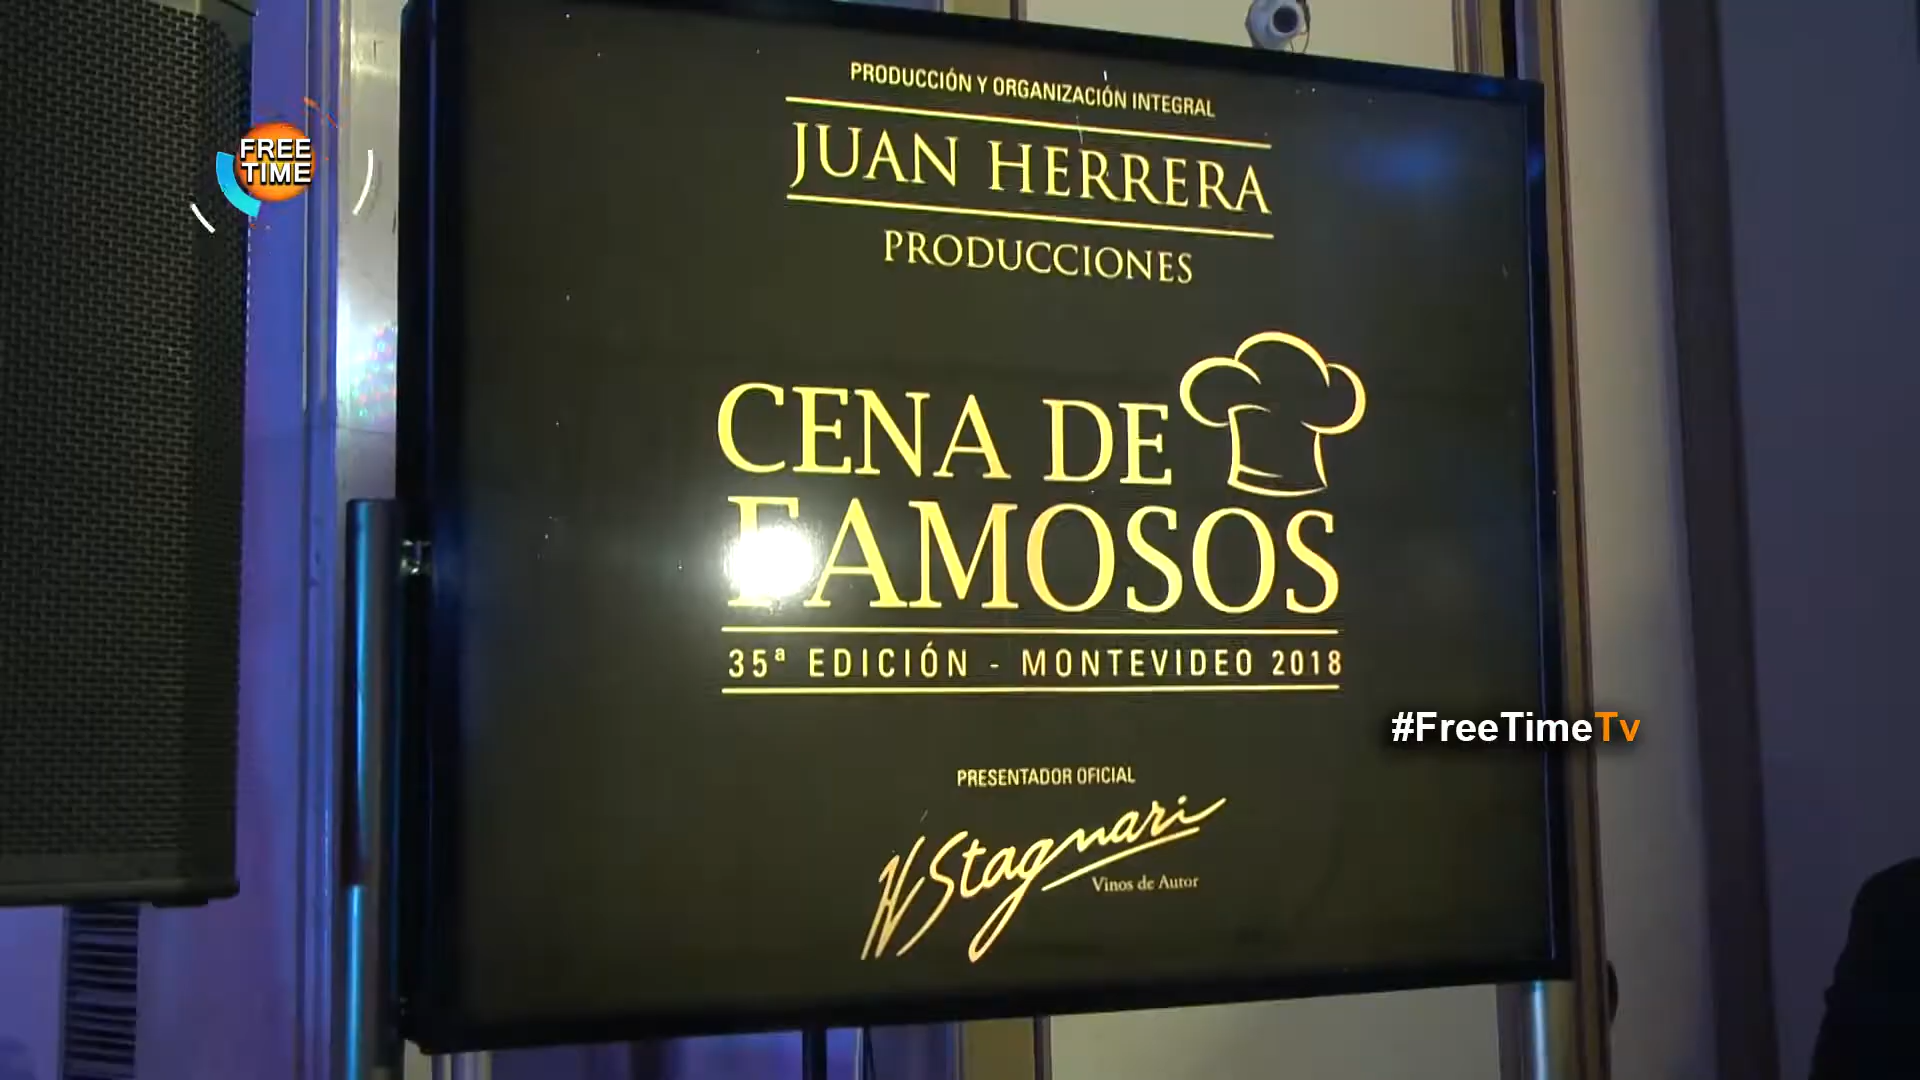 PRODUCCIÓN Y ORGANIZACIÓN INTEGRAL
JUAN HERRERA
PRODUCCIONES
FREE
TIME
CENA DE
FAMOSOS
35ª EDICIÓN - MONTEVIDEO 2018
#FreeTimeTv
PRESENTADOR OFICIAL
HStagnari
Vinos de Autor